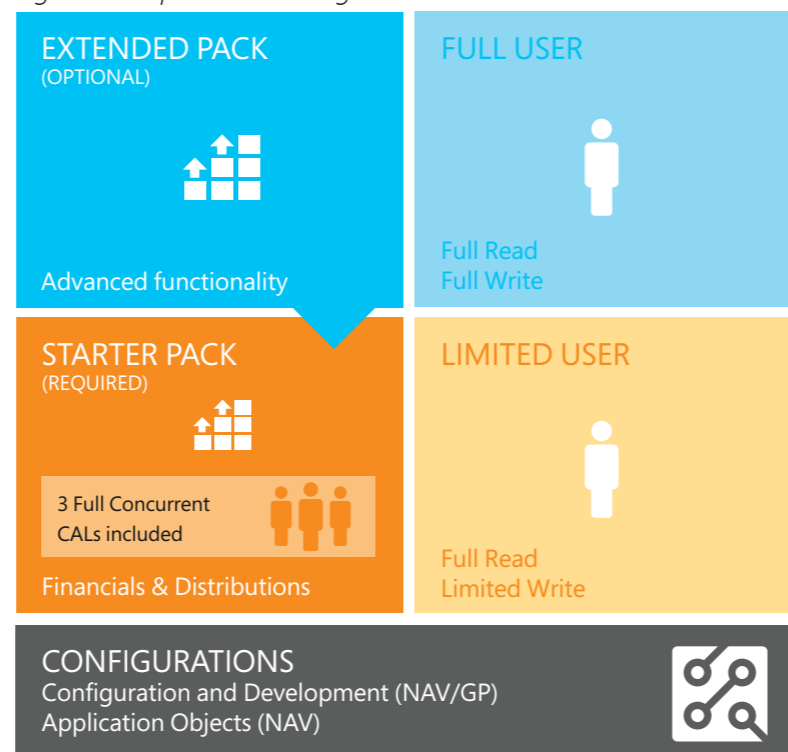 EXTENDED PACK
(OPTIONAL)
Advanced functionality
FULL USER
Full Read
Full Write
STARTER PACK
(REQUIRED)
3 Full Concurrent
CALs included
Financials & Distributions
LIMITED USER
Full Read
Limited Write
CONFIGURATIONS
Configuration and Development (NAV/GP)
Application Objects (NAV)